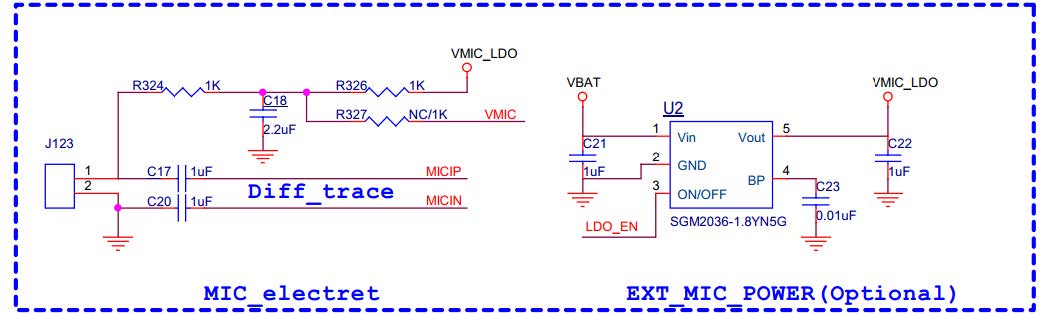 VMIC_LDO
R324 1K R326 1K
C18
R327 NC/1K VMIC
2.2uF
J123
1 C17 1uF MICIP
2
Diff_trace
C20 1uF MICIN
MIC_electret
VBAT VMIC_LDO
U2
1 Vin Vout 5
C21 C22
1uF 2 GND 1uF
BP 4
3 ON/OFF C23
0.01uF
LDO_EN SGM2036-1.8YN5G
EXT_MIC_POWER(Optional)